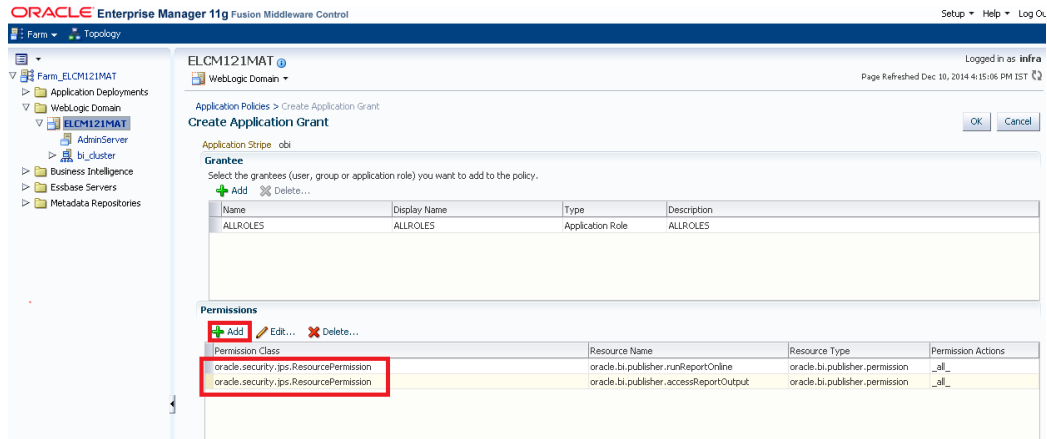 ORACLE Enterprise Manager 11g Fusion Middleware Control
Setup Help Log Ou
Farm Topology
Farm_ELCM121MAT
Application Deployments
WebLogic Domain
ELCM121MAT
AdminServer
bi_cluster
Business Intelligence
Essbase Servers
Metadata Repositories
ELCM121MAT
Logged in as infra
WebLogic Domain
Page Refreshed Dec 10, 2014 4:15:06 PM IST
Application Policies > Create Application Grant
Create Application Grant
OK Cancel
Application Stripe obi
Grantee
Select the grantees (user, group or application role) you want to add to the policy.
Add Delete...
Name Display Name Type Description
ALLROLES ALLROLES Application Role ALLROLES
Permissions
Add Edit... Delete...
Permission Class Resource Name Resource Type Permission Actions
oracle.security.jps.ResourcePermission oracle.bi.publisher.runReportOnline oracle.bi.publisher.permission _all_
oracle.security.jps.ResourcePermission oracle.bi.publisher.accessReportOutput oracle.bi.publisher.permission _all_